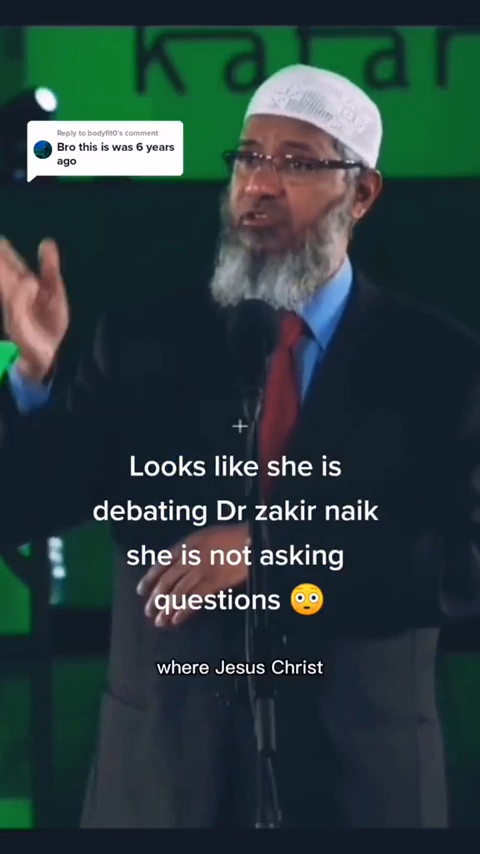 katar
Reply to bodyfit0's comment
Bro this is was 6 years
ago
Looks like she is
debating Dr zakir naik
she is not asking
questions 😳
where Jesus Christ